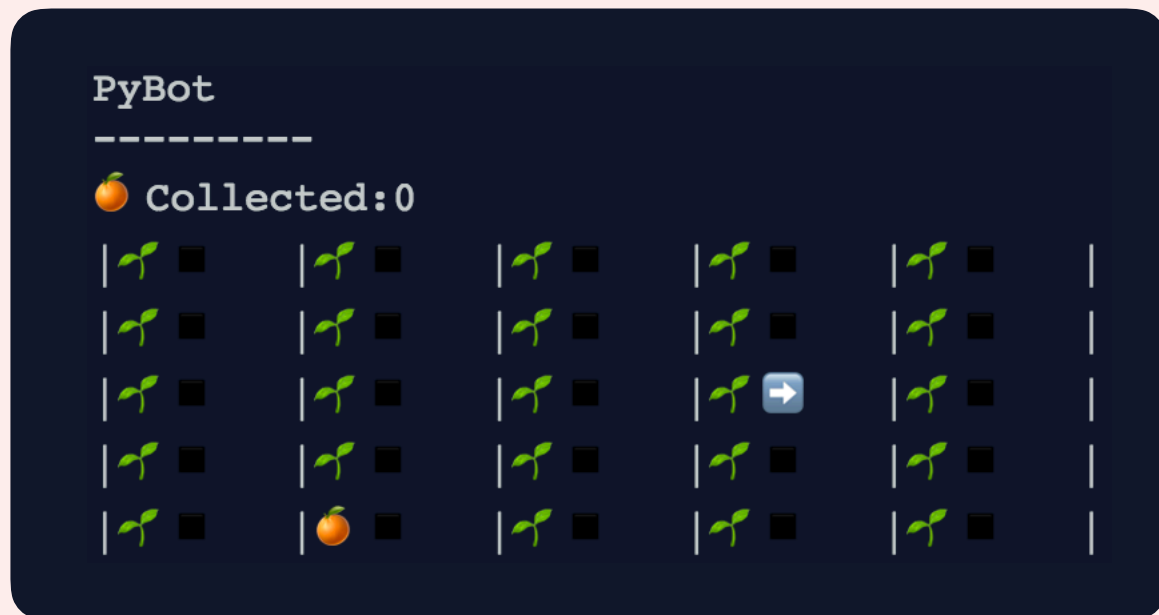 PyBot
---------
🍊 Collected:0
|🌱 ◾ |🌱 ◾ |🌱 ◾ |🌱 ◾ |🌱 ◾ |
|🌱 ◾ |🌱 ◾ |🌱 ◾ |🌱 ◾ |🌱 ◾ |
|🌱 ◾ |🌱 ◾ |🌱 ◾ |🌱 ➡️ |🌱 ◾ |
|🌱 ◾ |🌱 ◾ |🌱 ◾ |🌱 ◾ |🌱 ◾ |
|🌱 ◾ |🍊 ◾ |🌱 ◾ |🌱 ◾ |🌱 ◾ |